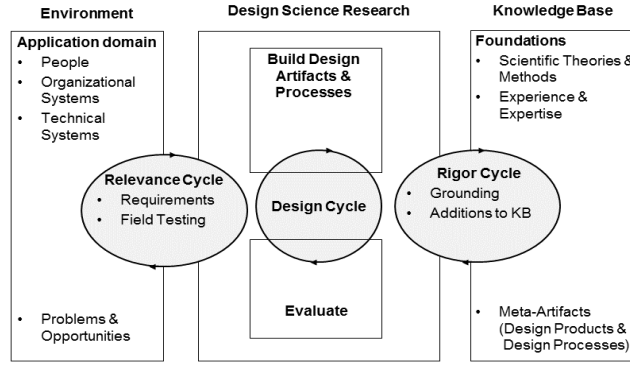 Environment
Design Science Research
Knowledge Base
Application domain
• People
• Organizational
Systems
• Technical
Systems
Build Design
Artifacts &
Processes
Foundations
• Scientific Theories &
Methods
• Experience &
Expertise
Relevance Cycle
• Requirements
• Field Testing
Design Cycle
Rigor Cycle
• Grounding
• Additions to KB
• Problems &
Opportunities
Evaluate
• Meta-Artifacts
(Design Products &
Design Processes)